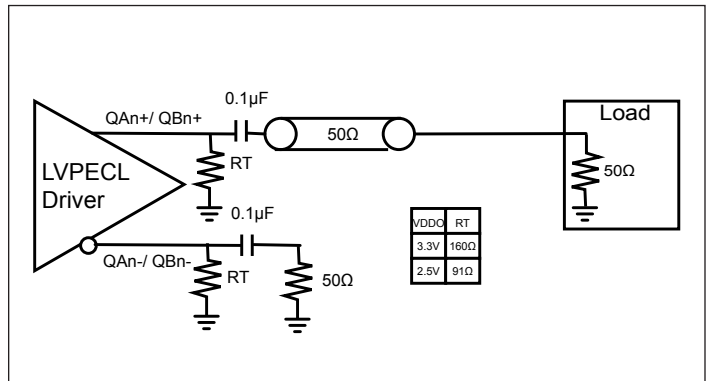 0.1µF
QAn+/ QBn+
50Ω
Load
LVPECL
Driver
RT
50Ω
0.1µF
VDDO RT
3.3V 160Ω
2.5V 91Ω
QAn-/ QBn-
RT
50Ω